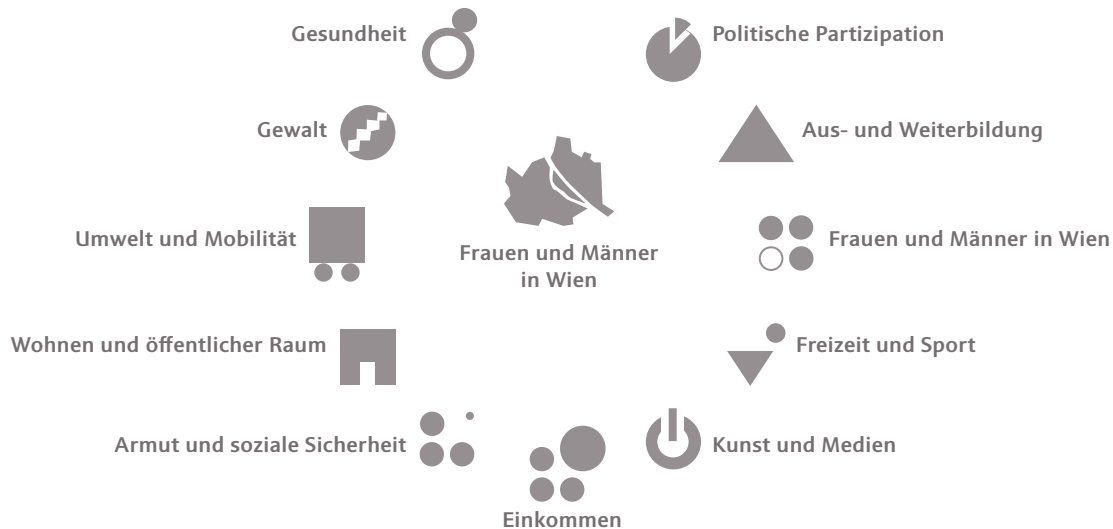 Gesundheit
Politische Partizipation
Gewalt
Aus- und Weiterbildung
Umwelt und Mobilität
Frauen und Männer
in Wien
Frauen und Männer in Wien
Wohnen und öffentlicher Raum
Freizeit und Sport
Armut und soziale Sicherheit
Kunst und Medien
Einkommen